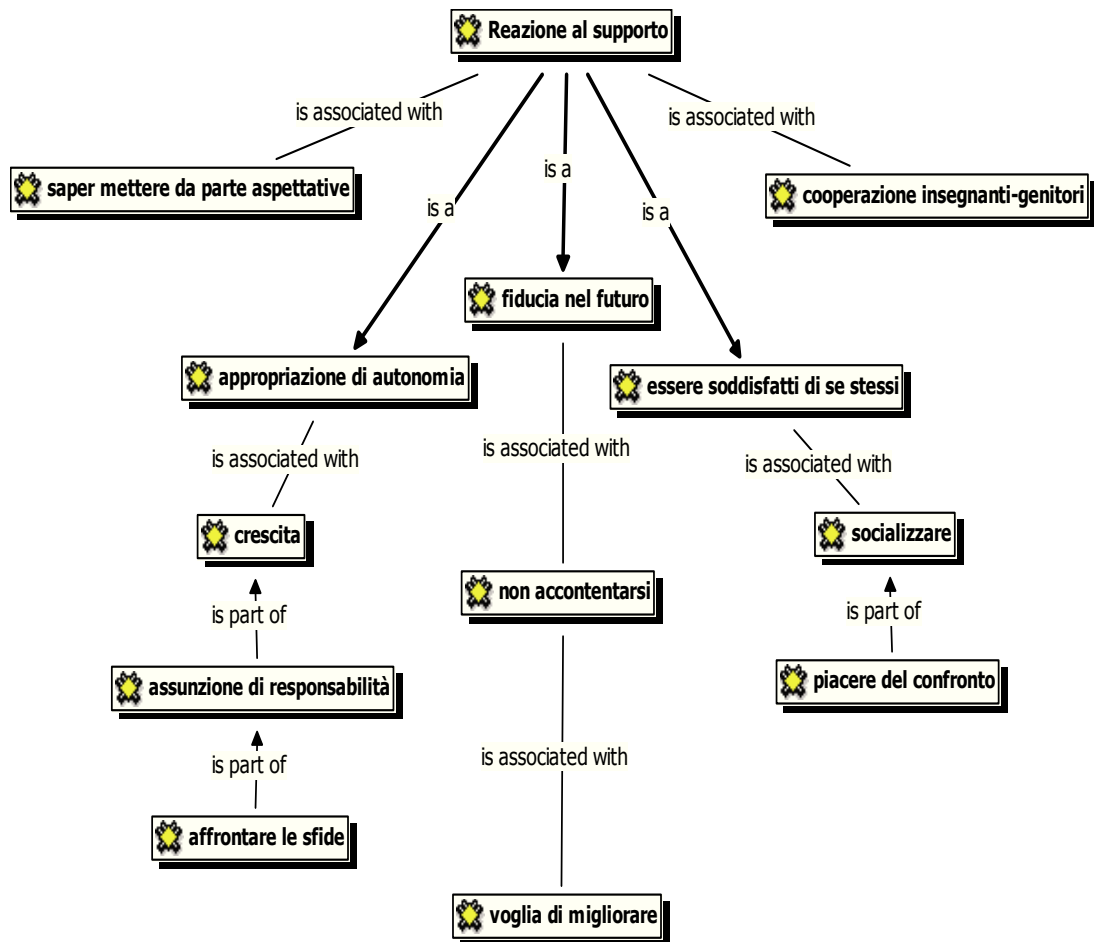 Reazione al supporto
is associated with
is associated with
saper mettere da parte aspettative
is a
cooperazione insegnanti-genitori
is a
is a
fiducia nel futuro
appropriazione di autonomia
essere soddisfatti di se stessi
is associated with
is associated with
is associated with
crescita
socializzare
non accontentarsi
is part of
is part of
assunzione di responsabilità
piacere del confronto
is associated with
is part of
affrontare le sfide
voglia di migliorare